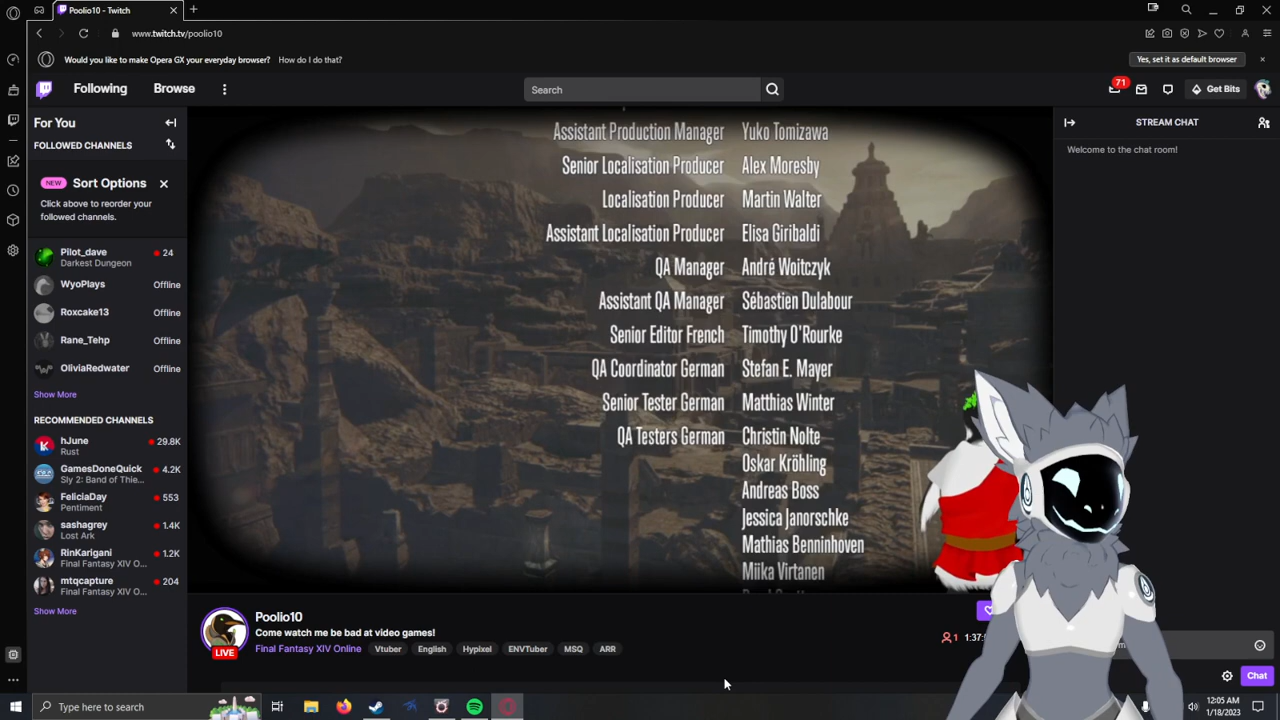 Poolio10 - Twitch
www.twitch.tv/poolio10
Would you like to make Opera GX your everyday browser? How do I do that?
Yes, set it as default browser
Following
Browse
Search
71
Get Bits
For You
FOLLOWED CHANNELS
NEW Sort Options
Click above to reorder your
followed channels.
Pilot_dave 24
Darkest Dungeon
WyoPlays Offline
Roxcake13 Offline
Rane_Tehp Offline
OliviaRedwater Offline
Show More
RECOMMENDED CHANNELS
hJune 29.8K
Rust
GamesDoneQuick 4.2K
Sly 2: Band of Thie...
FeliciaDay 553
Pentiment
sashagrey 1.4K
Lost Ark
RinKarigani 1.2K
Final Fantasy XIV O...
mtqcapture 204
Final Fantasy XIV O...
Show More
Assistant Production Manager Yuko Tomizawa
Senior Localisation Producer Alex Moresby
Localisation Producer Martin Walter
Assistant Localisation Producer Elisa Giribaldi
QA Manager André Woitczyk
Assistant QA Manager Sébastien Dulabour
Senior Editor French Timothy O'Rourke
QA Coordinator German Stefan E. Mayer
Senior Tester German Matthias Winter
QA Testers German Christin Nolte
Oskar Kröhling
Andreas Boss
Jessica Janorschke
Mathias Benninhoven
Miika Virtanen
STREAM CHAT
Welcome to the chat room!
Poolio10
Come watch me be bad at video games!
Final Fantasy XIV Online Vtuber English Hypixel ENVTuber MSQ ARR
LIVE
1 1:37:
Chat
Type here to search
12:05 AM
1/18/2023